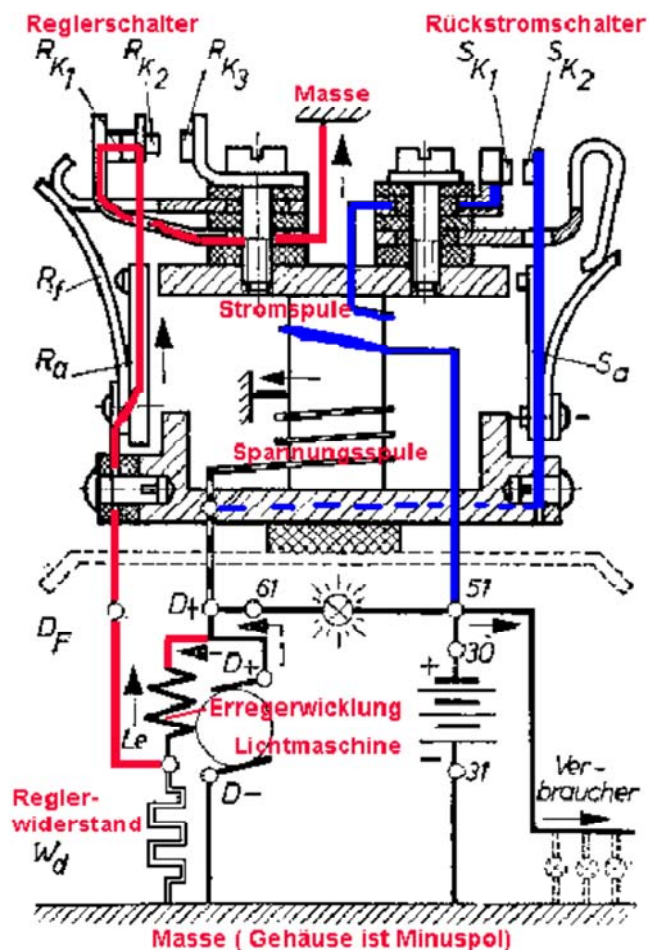 Reglerschalter
Rückstromschalter
RK1
RK2
RK3
SK1
SK2
Masse
Rf
Ra
Sa
Stromspule
Spannungsspule
D+
61
51
DF
D+
30
+
Erregerwicklung
Le
Lichtmaschine
-
31
D-
Ver-
braucher
Regler-
widerstand
Wd
Masse ( Gehäuse ist Minuspol)